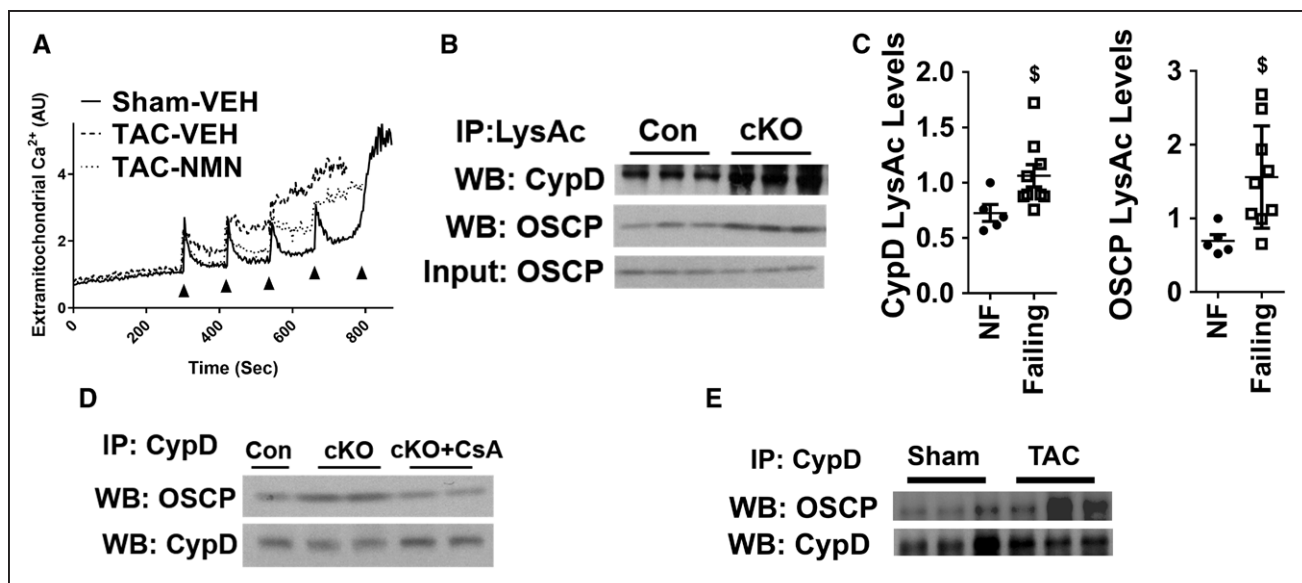 A
Sham-VEH
TAC-VEH
TAC-NMN
Extramitochondrial Ca²⁺ (AU)
4
2
0
0
200
400
600
800
Time (Sec)
B
IP:LysAc
Con
cKO
WB: CypD
WB: OSCP
Input: OSCP
C
CypD LysAc Levels
2.0
1.5
1.0
0.5
0.0
$
NF
Failing
OSCP LysAc Levels
3
2
1
0
$
NF
Failing
D
IP: CypD
Con
cKO
cKO+CsA
WB: OSCP
WB: CypD
E
IP: CypD
Sham
TAC
WB: OSCP
WB: CypD